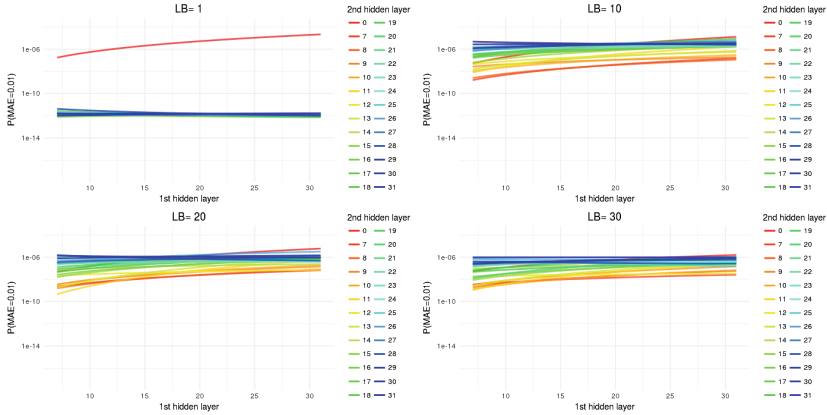 LB= 1
P(MAE=0.01)
1e-06
1e-10
1e-14
10 15 20 25 30
1st hidden layer
2nd hidden layer
0 19
7 20
8 21
9 22
10 23
11 24
12 25
13 26
14 27
15 28
16 29
17 30
18 31
LB= 10
P(MAE=0.01)
1e-06
1e-10
1e-14
10 15 20 25 30
1st hidden layer
2nd hidden layer
0 19
7 20
8 21
9 22
10 23
11 24
12 25
13 26
14 27
15 28
16 29
17 30
18 31
LB= 20
P(MAE=0.01)
1e-06
1e-10
1e-14
10 15 20 25 30
1st hidden layer
2nd hidden layer
0 19
7 20
8 21
9 22
10 23
11 24
12 25
13 26
14 27
15 28
16 29
17 30
18 31
LB= 30
P(MAE=0.01)
1e-06
1e-10
1e-14
10 15 20 25 30
1st hidden layer
2nd hidden layer
0 19
7 20
8 21
9 22
10 23
11 24
12 25
13 26
14 27
15 28
16 29
17 30
18 31